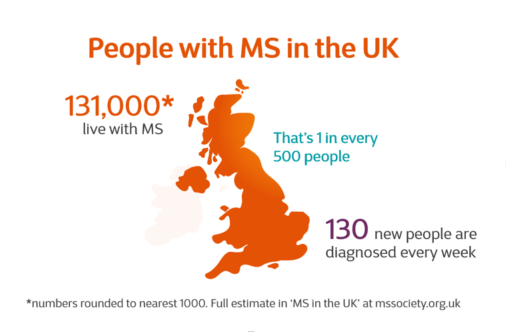 People with MS in the UK
131,000*
live with MS
That's 1 in every
500 people
130 new people are
diagnosed every week
*numbers rounded to nearest 1000. Full estimate in 'MS in the UK' at mssociety.org.uk